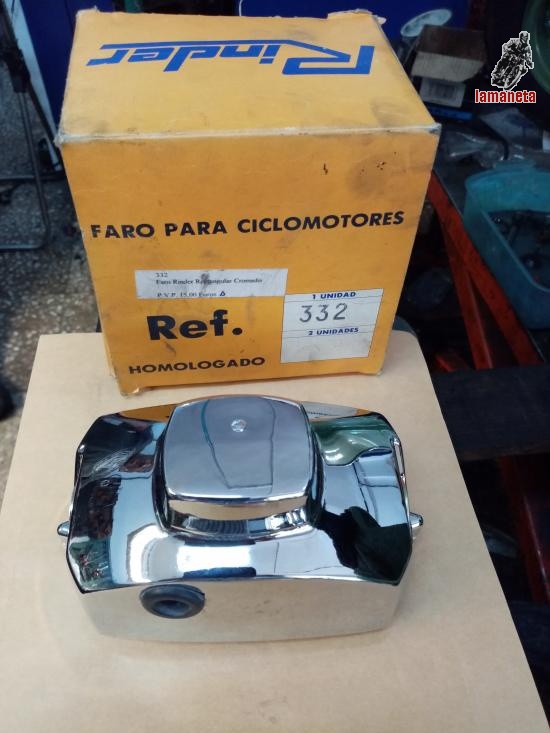 Rinder
lamaneta
FARO PARA CICLOMOTORES
332
Faro Rinder Rectangular Cromado
P.V.P. 15,00 Euros
Ref.
1 UNIDAD
332
2 UNIDADES
HOMOLOGADO